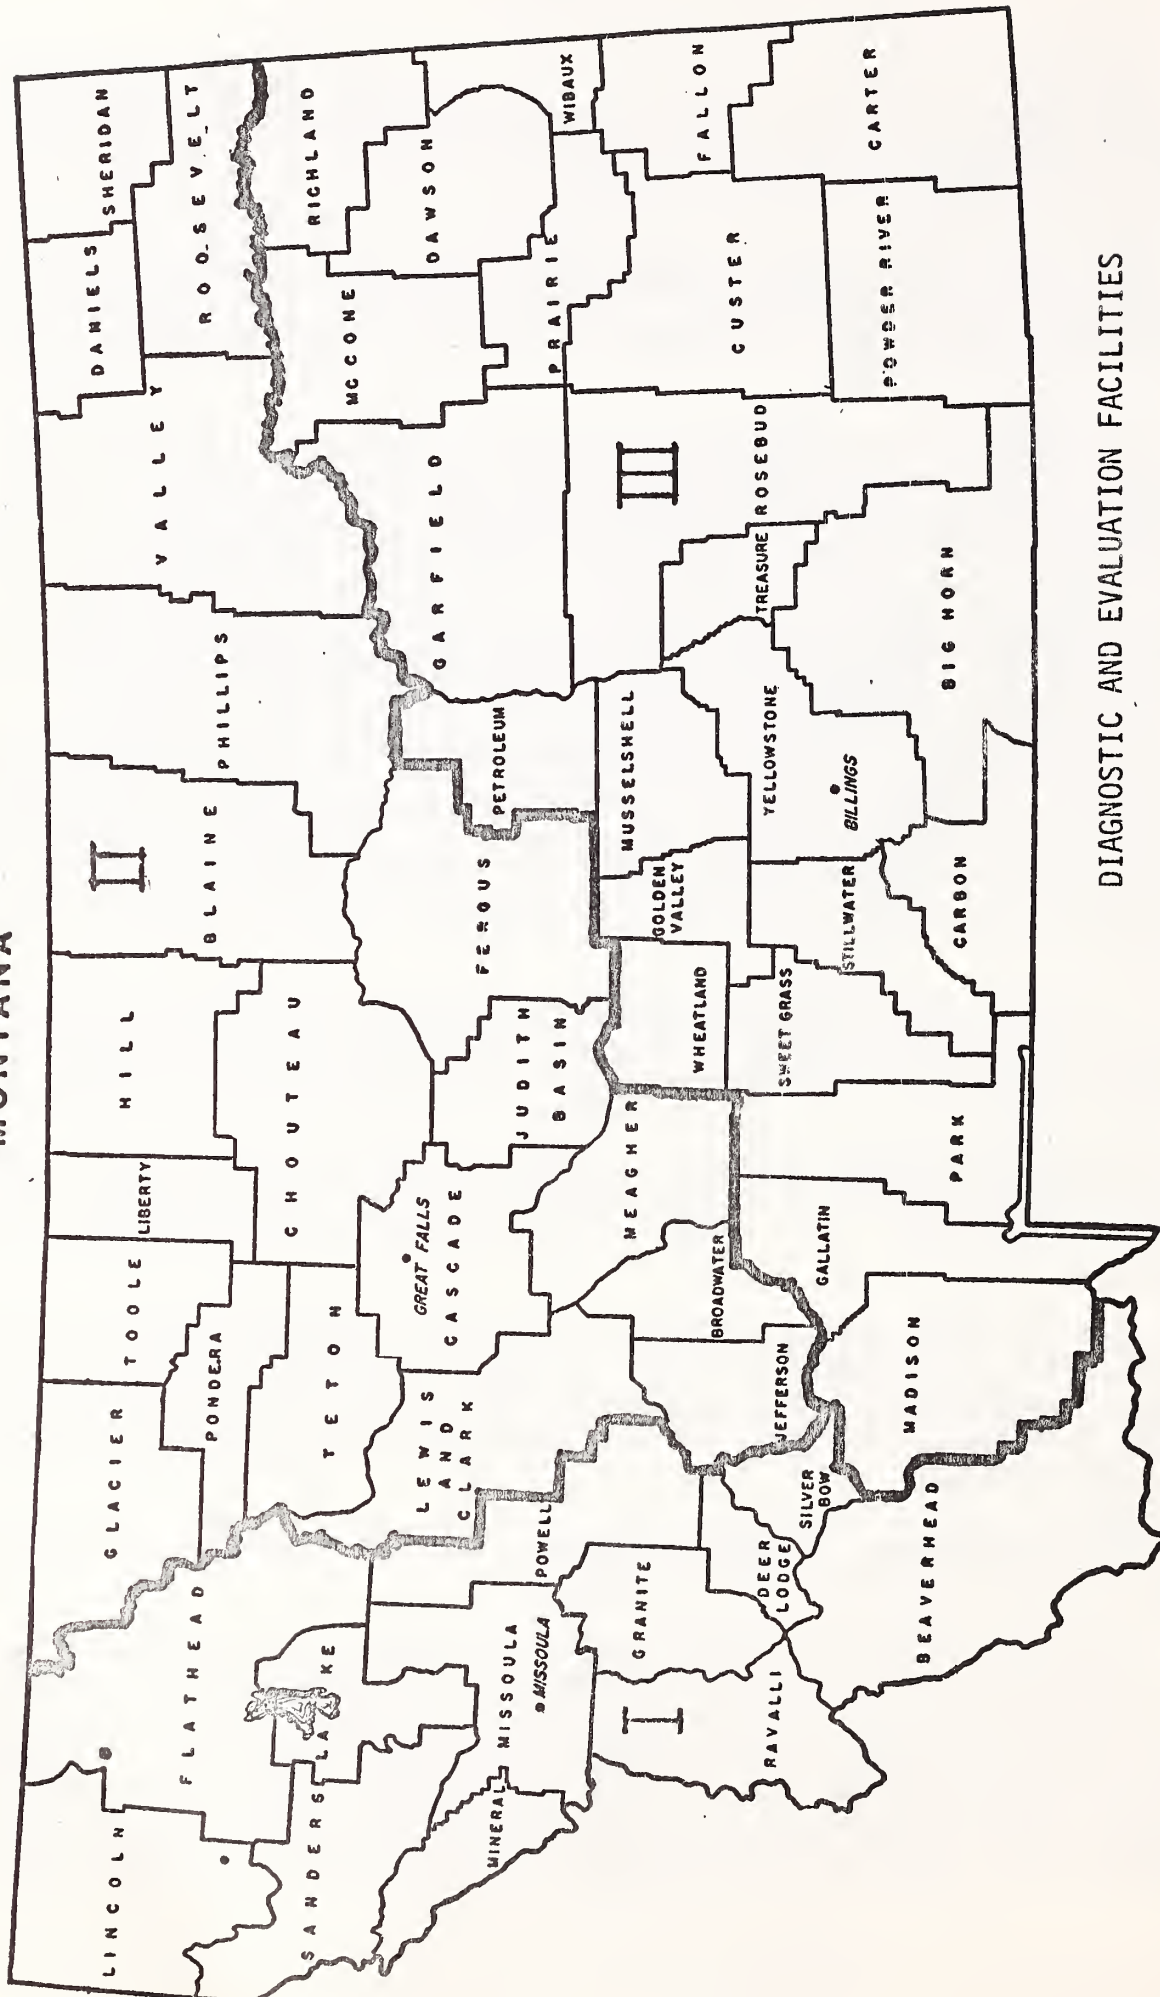 MONTANA
LINCOLN
FLATHEAD
GLACIER
TOOLE
LIBERTY
HILL
BLAINE
II
PHILLIPS
VALLEY
DANIELS
SHERIDAN
ROOSEVELT
PONDERA
TETON
CHOUTEAU
SANDERS
LAKE
LEWIS
AND
CLARK
GREAT FALLS
CASCADE
JUDITH
BASIN
FERGUS
PETROLEUM
GARFIELD
MCCONE
RICHLAND
DAWSON
PRAIRIE
WIBAUX
MINERAL
MISSOULA
MISSOULA
POWELL
GRANITE
I
RAVALLI
DEER
LODGE
SILVER
BOW
JEFFERSON
BROADWATER
MEAGHER
WHEATLAND
GOLDEN
VALLEY
MUSSELSHELL
III
TREASURE
ROSEBUD
CUSTER
FALLON
BEAVERHEAD
MADISON
GALLATIN
PARK
SWEET GRASS
STILLWATER
CARBON
YELLOWSTONE
BILLINGS
BIG HORN
POWDER RIVER
CARTER
DIAGNOSTIC AND EVALUATION FACILITIES